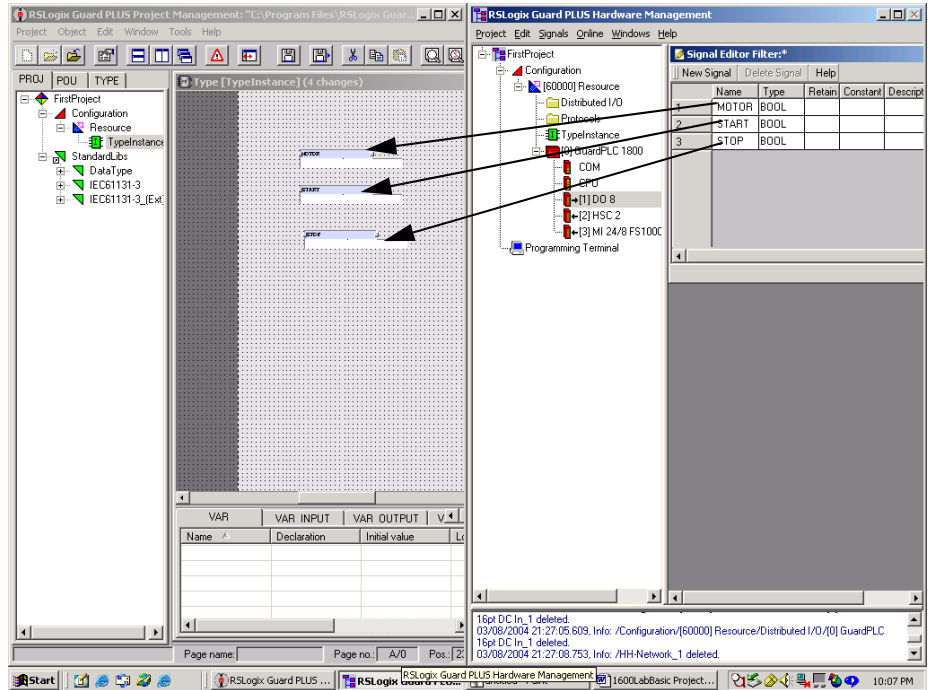 RSLogix Guard PLUS Project Management: "C:\Program Files\RSLogix Guar...
Project Object Edit Window Tools Help
PROJ POU TYPE
FirstProject
Configuration
Resource
TypeInstance
StandardLibs
DataType
IEC61131-3
IEC61131-3_(Ext
Type [TypeInstance] (4 changes)
MOTOR
START
STOP
VAR VAR INPUT VAR OUTPUT V
Name Declaration Initial value Lo
Page name: Page no.: A/0 Pos.: 23
RSLogix Guard PLUS Hardware Management
Project Edit Signals Online Windows Help
FirstProject
Configuration
[60000] Resource
Distributed I/O
Protocols
TypeInstance
[0] GuardPLC 1800
COM
CPU
[1] DO 8
[2] HSC 2
[3] MI 24/8 FS1000
Programming Terminal
Signal Editor Filter:*
New Signal Delete Signal Help
Name Type Retain Constant Descript
1 MOTOR BOOL
2 START BOOL
3 STOP BOOL
16pt DC In_1 deleted.
03/08/2004 21:27:05.609, Info: /Configuration/[60000] Resource/Distributed I/O/[0] GuardPLC
16pt DC In_1 deleted.
03/08/2004 21:27:08.753, Info: /HH-Network_1 deleted.
RSLogix Guard PLUS Hardware Management
Start RSLogix Guard PLUS ... RSLogix Guard PLU... 1600LabBasic Project... 10:07 PM